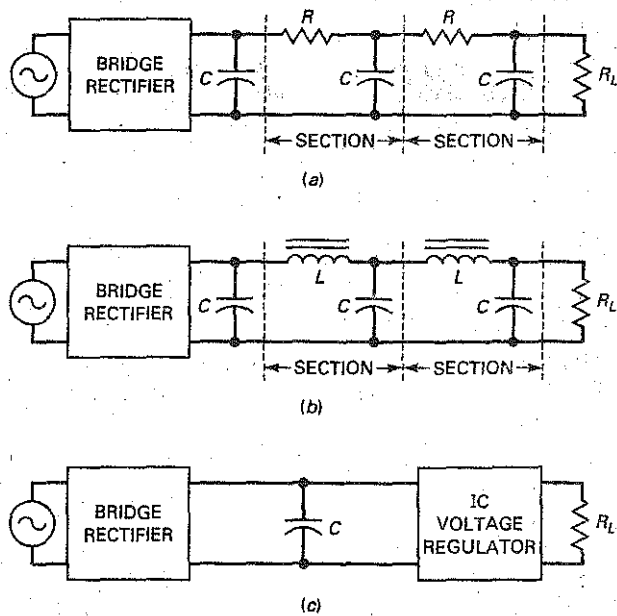 R R
BRIDGE
RECTIFIER
C C C R_L
SECTION SECTION
(a)
BRIDGE
RECTIFIER
C L C L C R_L
SECTION SECTION
(b)
BRIDGE
RECTIFIER
C
IC
VOLTAGE
REGULATOR
R_L
(c)